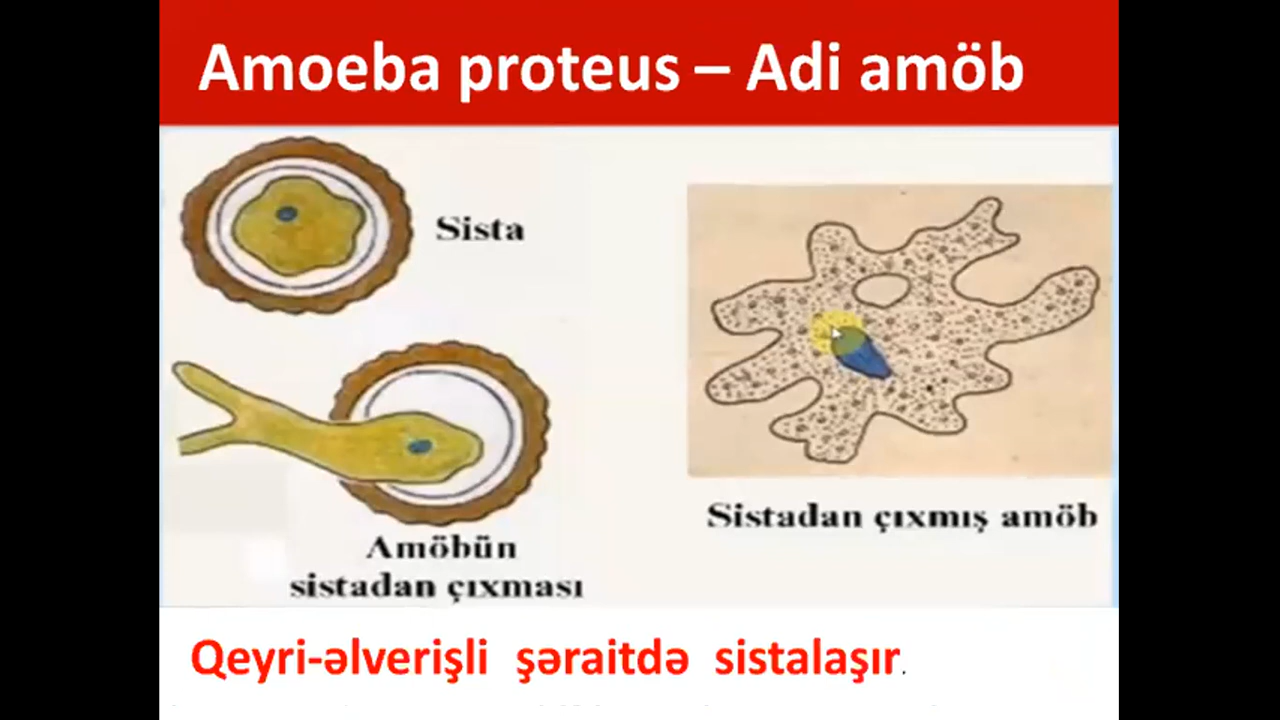 Amoeba proteus – Adi amöb
Sista
Amöbün
sistadan çıxması
Sistadan çıxmış amöb
Qeyri-əlverişli şəraitdə sistalaşır.